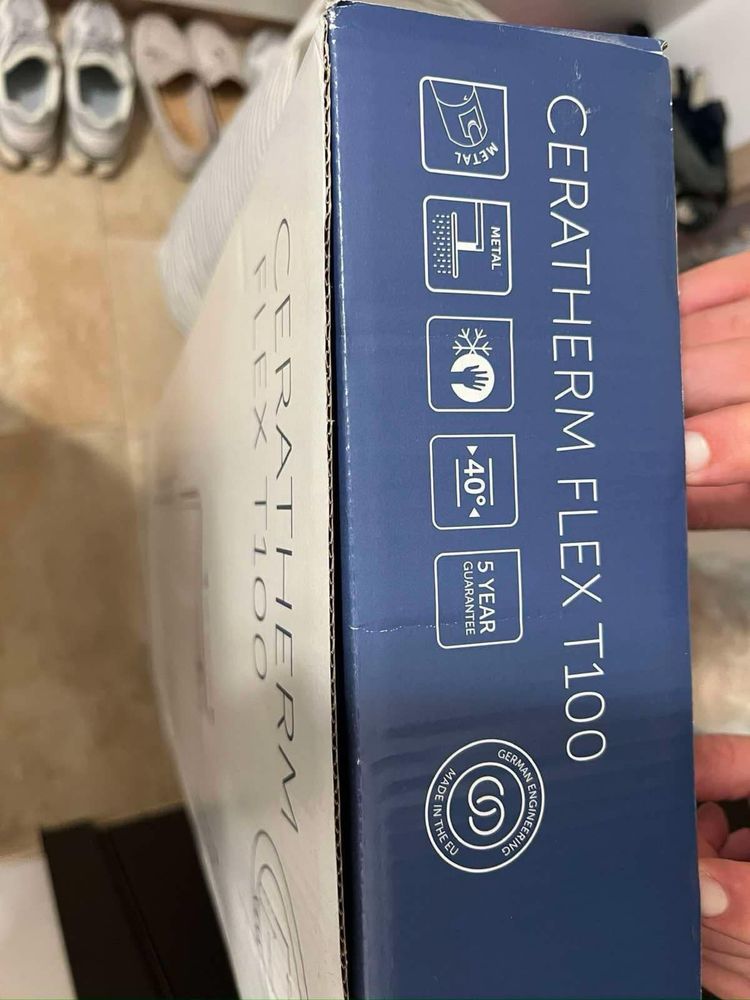 CERATHERM FLEX T100
METAL
METAL
40°
5 YEAR
GUARANTEE
GERMAN ENGINEERING
MADE IN THE EU
CERATHERM
FLEX T100